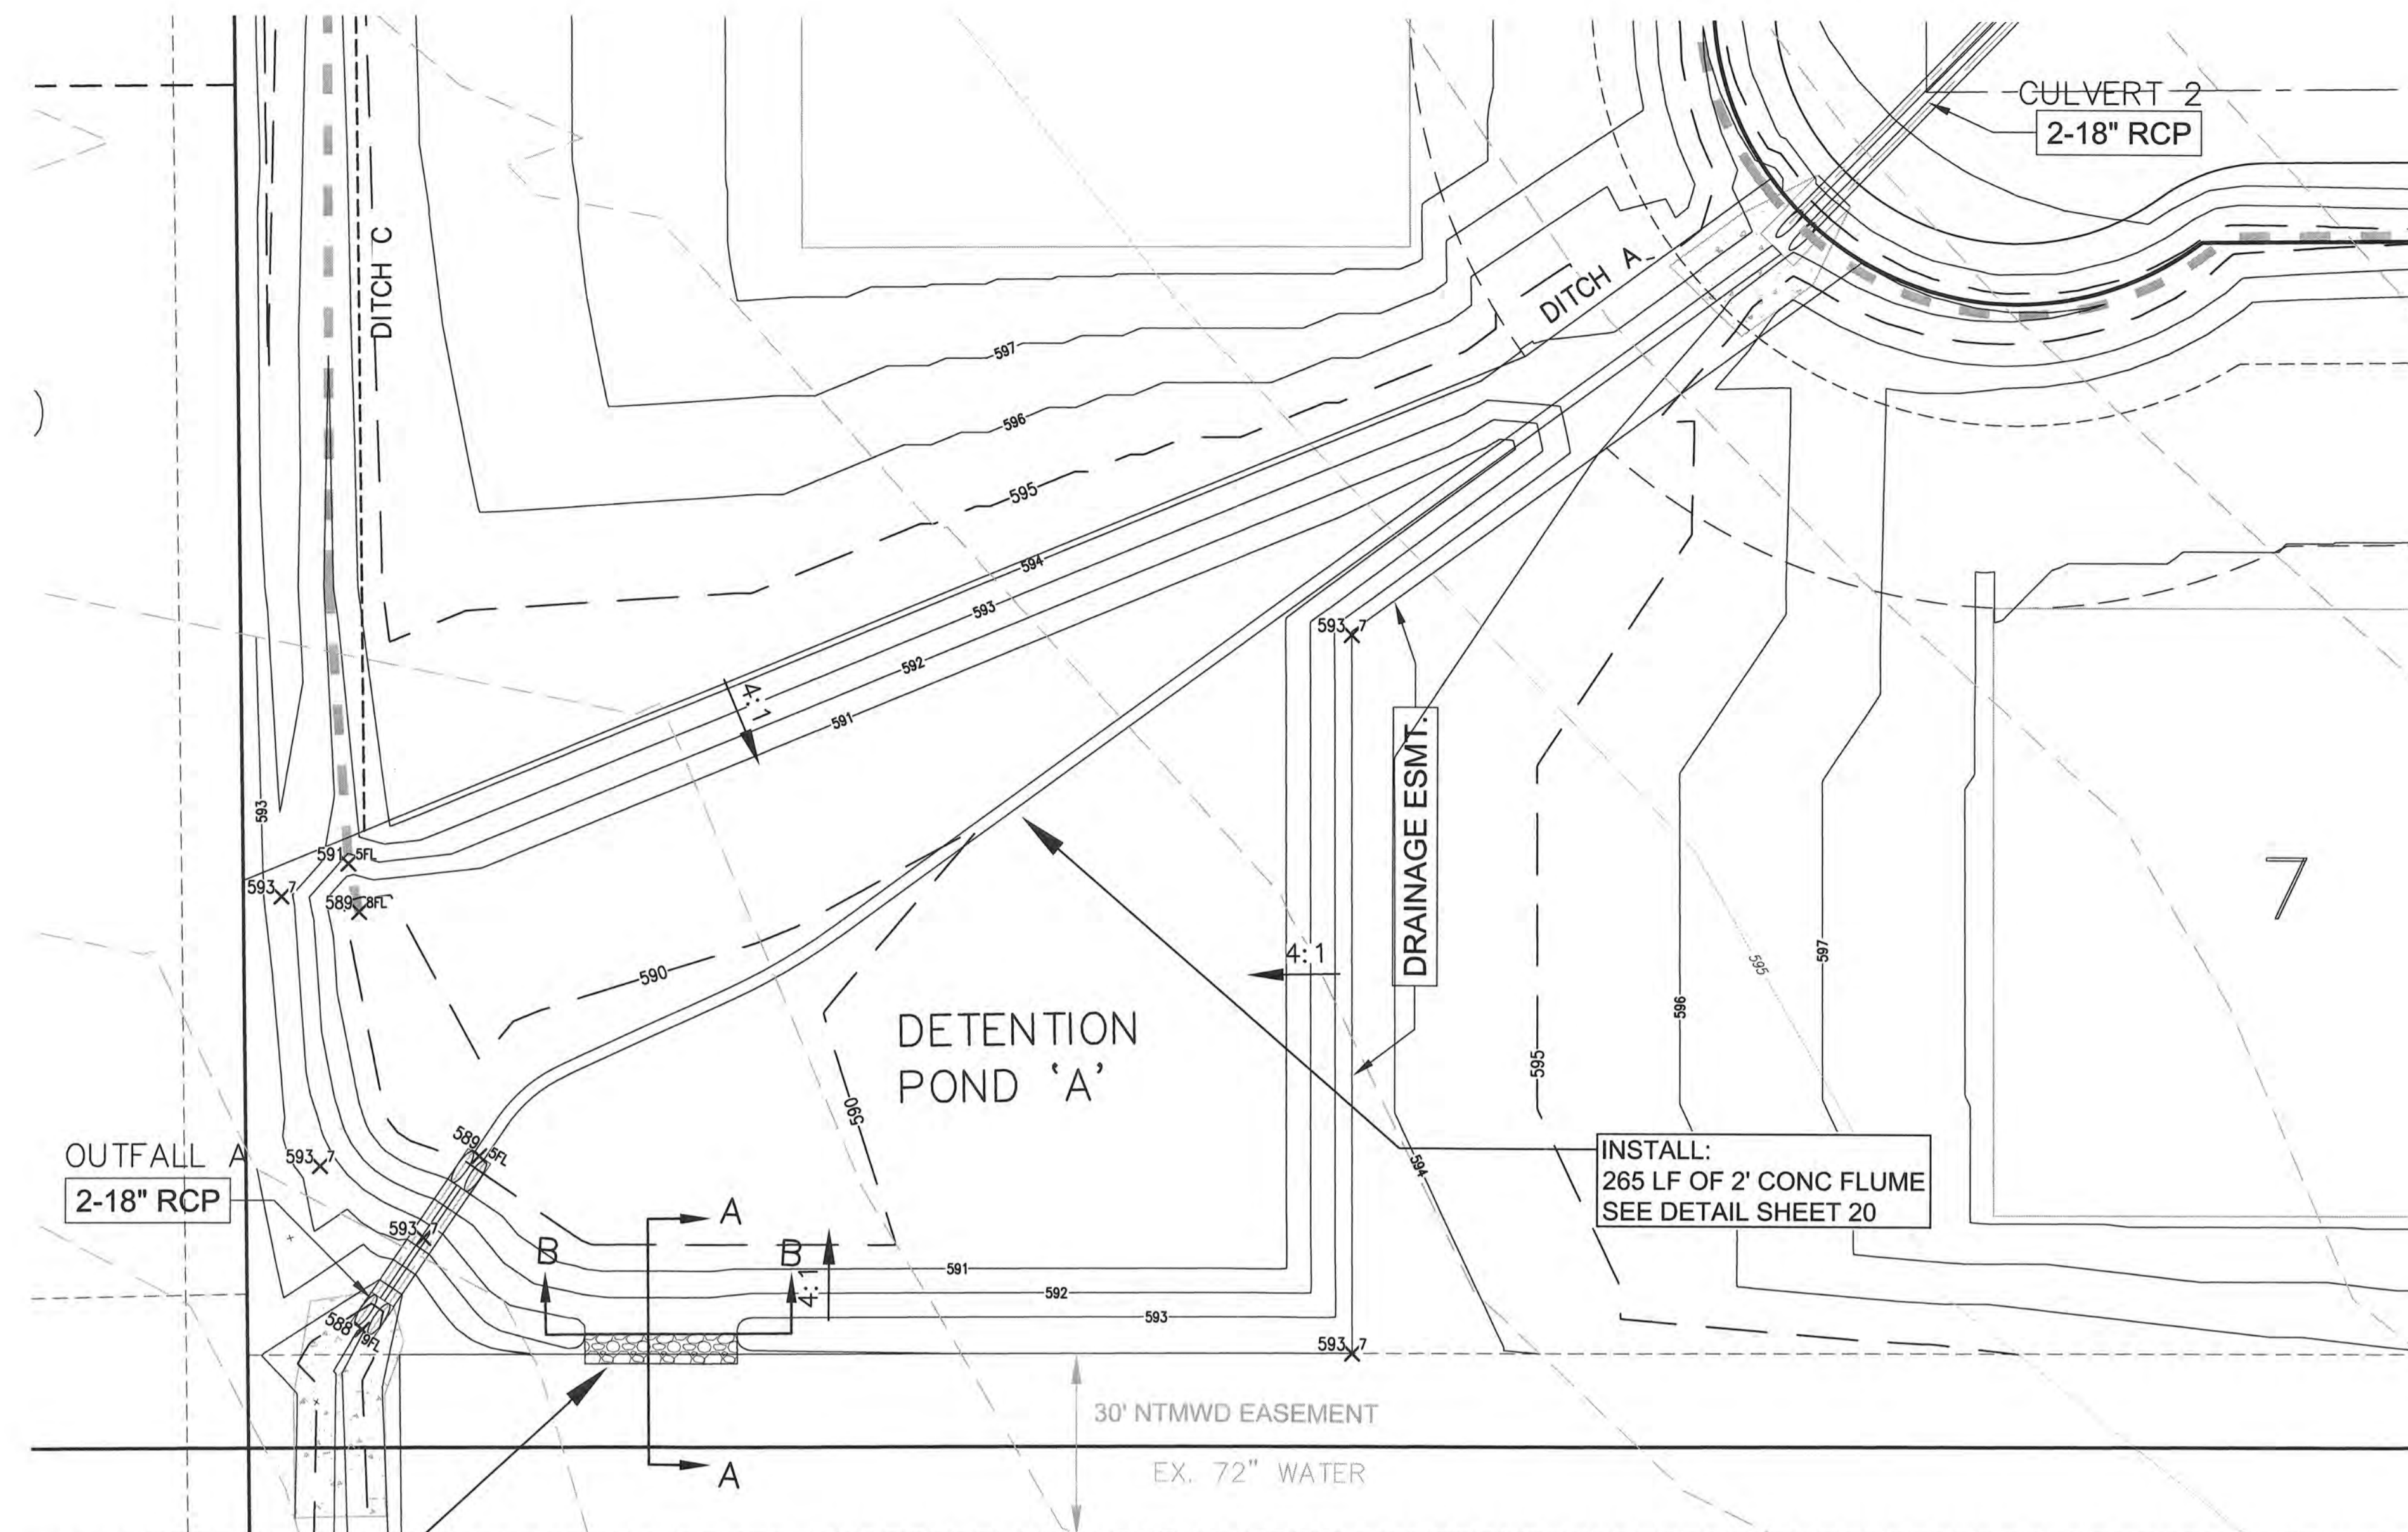 CULVERT 2
2-18" RCP
DITCH C
DITCH A
597
596
595
594
593
592
591
4:1
593.7
593
591.5FL
593.7
589.8FL
590
DRAINAGE ESMT.
4:1
595
596
597
595
7
DETENTION
POND 'A'
590
OUTFALL A
2-18" RCP
593.7
589.5FL
593.7
588.9FL
594
INSTALL:
265 LF OF 2' CONC FLUME
SEE DETAIL SHEET 20
A
B
B
4:1
591
592
593
593.7
30' NTMWD EASEMENT
A
EX. 72" WATER
)